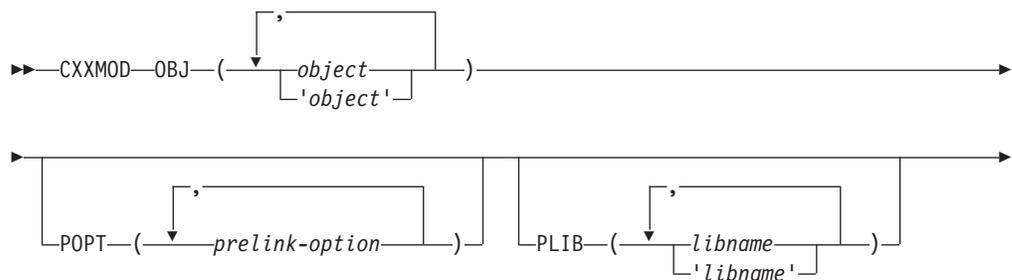 ,
CXXMOD OBJ ( object )
'object'
, ,
POPT ( prelink-option ) PLIB ( libname )
'libname'